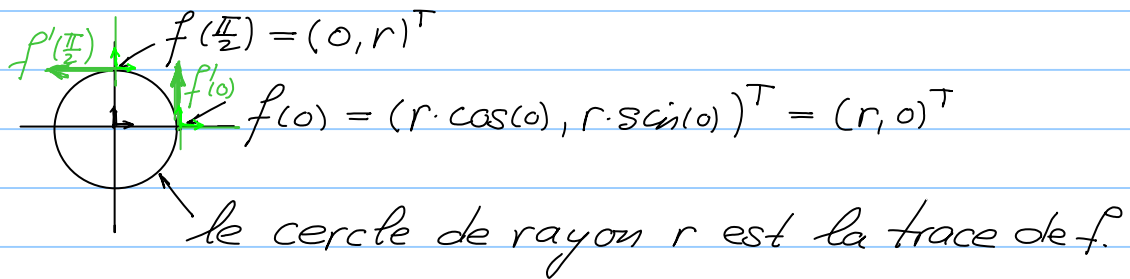 f(π/2) = (0, r)^T
f'(π/2)
f'(0)
f(0) = (r·cos(0), r·sin(0))^T = (r, 0)^T
le cercle de rayon r est la trace de f.